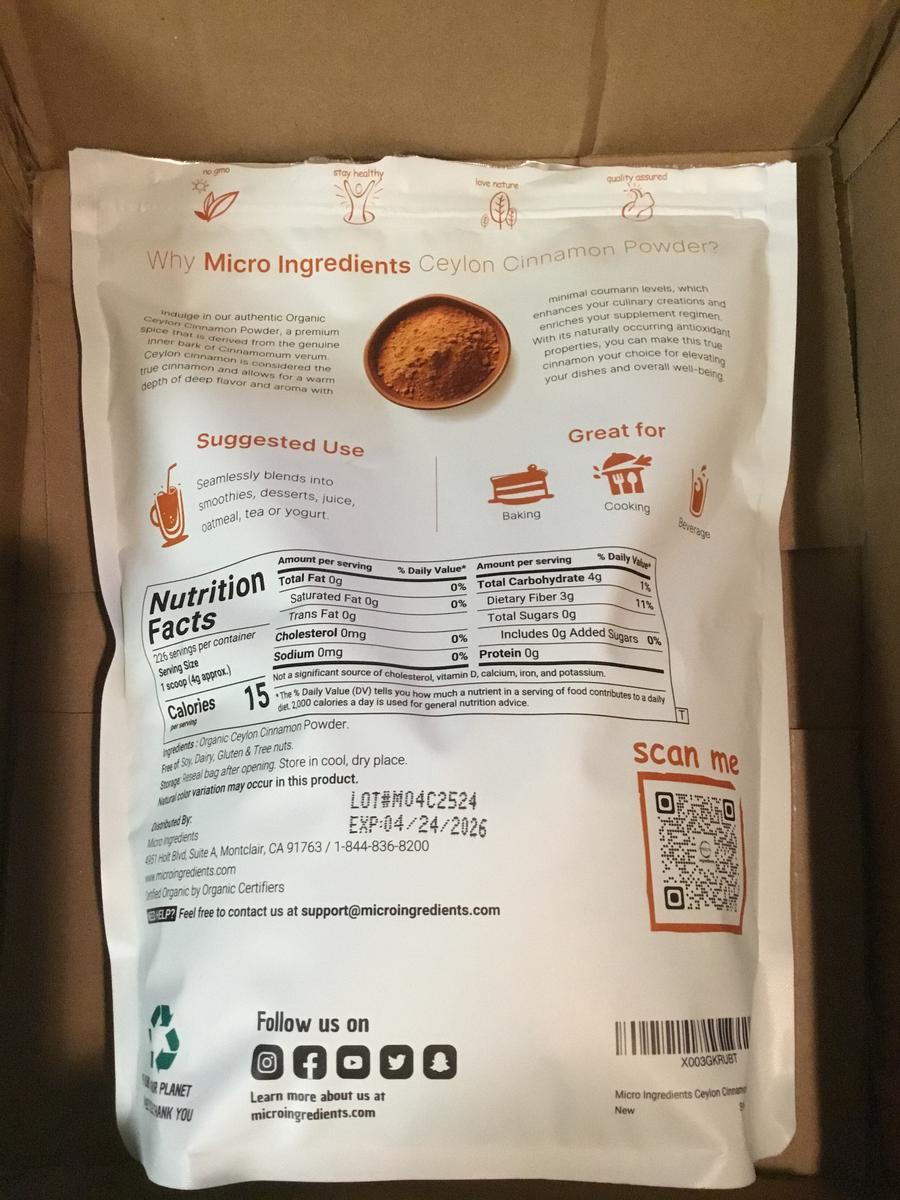 no gmo
stay healthy
love nature
quality assured
Why Micro Ingredients Ceylon Cinnamon Powder?
Indulge in our authentic Organic
Ceylon Cinnamon Powder, a premium
spice that is derived from the genuine
inner bark of Cinnamomum verum.
Ceylon cinnamon is considered the
true cinnamon and allows for a warm
depth of deep flavor and aroma with
minimal coumarin levels, which
enhances your culinary creations and
enriches your supplement regimen.
With its naturally occurring antioxidant
properties, you can make this true
cinnamon your choice for elevating
your dishes and overall well-being.
Suggested Use
Seamlessly blends into
smoothies, desserts, juice,
oatmeal, tea or yogurt.
Great for
Baking
Cooking
Beverage
Nutrition
Facts
226 servings per container
Serving Size
1 scoop (4g approx.)
Calories 15
per serving
Amount per serving % Daily Value*
Total Fat 0g 0%
Saturated Fat 0g 0%
Trans Fat 0g
Cholesterol 0mg 0%
Sodium 0mg 0%
Amount per serving % Daily Value*
Total Carbohydrate 4g 1%
Dietary Fiber 3g 11%
Total Sugars 0g
Includes 0g Added Sugars 0%
Protein 0g
Not a significant source of cholesterol, vitamin D, calcium, iron, and potassium.
*The % Daily Value (DV) tells you how much a nutrient in a serving of food contributes to a daily
diet. 2,000 calories a day is used for general nutrition advice.
T
Ingredients : Organic Ceylon Cinnamon Powder.
Free of Soy, Dairy, Gluten & Tree nuts.
Storage: Reseal bag after opening. Store in cool, dry place.
Natural color variation may occur in this product.
LOT#M04C2524
EXP:04/24/2026
Distributed By:
Micro Ingredients
4951 Holt Blvd, Suite A, Montclair, CA 91763 / 1-844-836-8200
www.microingredients.com
Certified Organic by Organic Certifiers
HELP? Feel free to contact us at support@microingredients.com
scan me
PLANET
THANK YOU
Follow us on
Learn more about us at
microingredients.com
X003GKRUBT
Micro Ingredients Ceylon Cinnamo
New